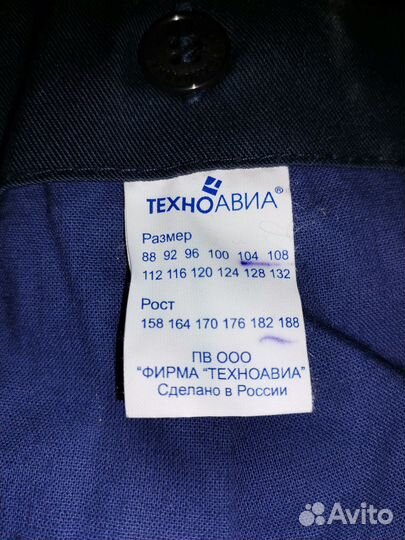 ТЕХНОАВИА®
Размер
88 92 96 100 104 108
112 116 120 124 128 132
Рост
158 164 170 176 182 188
ПВ ООО
"ФИРМА "ТЕХНОАВИА"
Сделано в России
Avito